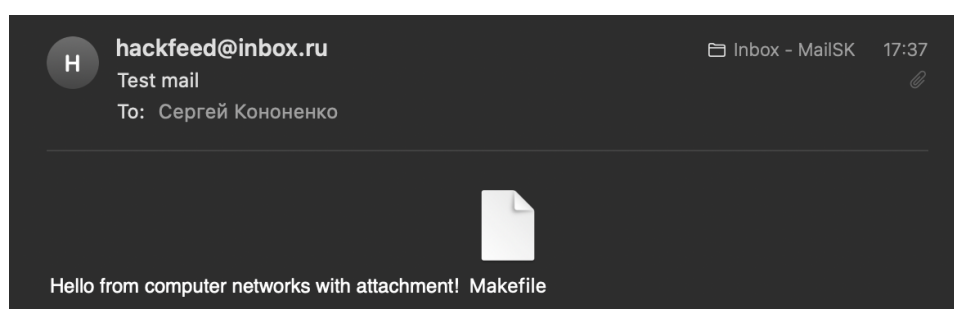 H
hackfeed@inbox.ru
Inbox - MailSK 17:37
Test mail
To: Сергей Кононенко
Hello from computer networks with attachment! Makefile